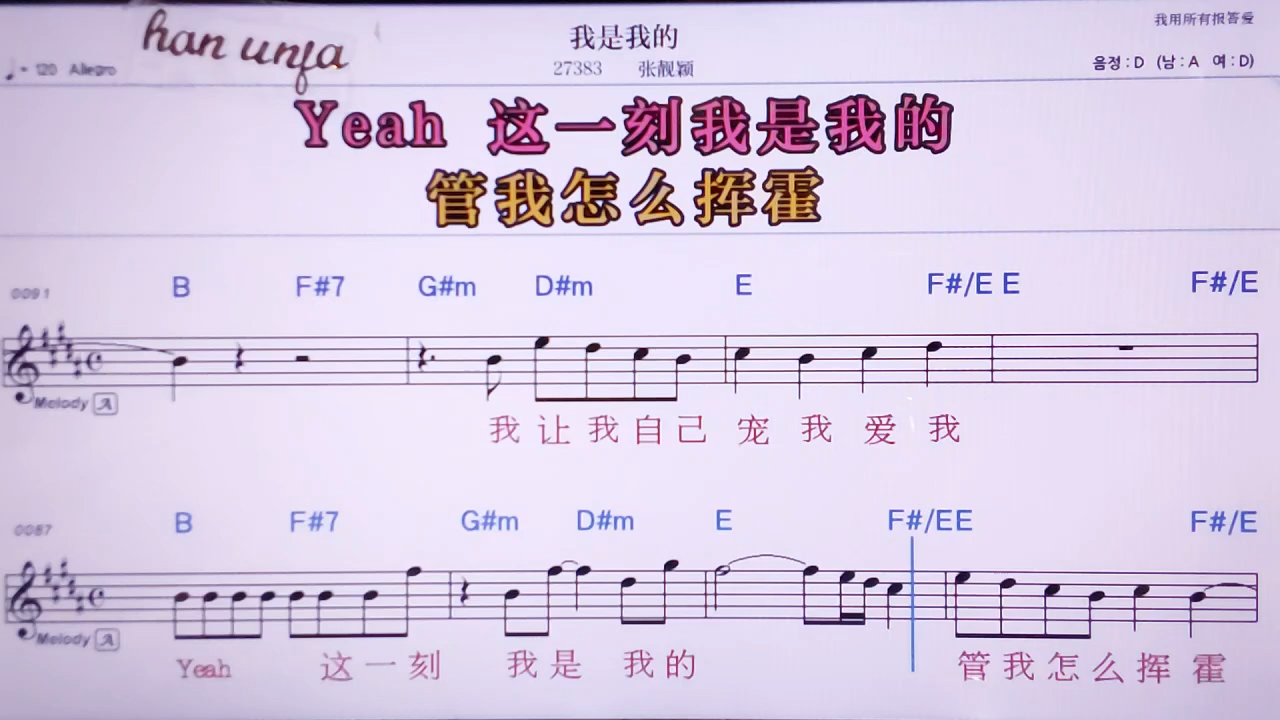 han unja
我是我的
我用所有报答爱
♩= 120 Allegro
27383 张靓颖
음정 : D (남 : A 여 : D)
Yeah 这一刻我是我的
管我怎么挥霍
0091
B F#7 G#m D#m E F#/E E F#/E
Melody A
我 让 我 自 己 宠 我 爱 我
0087
B F#7 G#m D#m E F#/EE F#/E
Melody A
Yeah 这 一 刻 我 是 我 的 管 我 怎 么 挥 霍